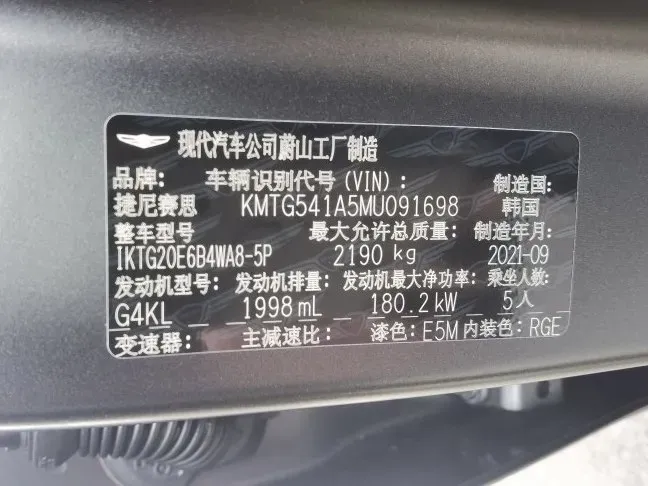 现代汽车公司蔚山工厂制造
品牌: 车辆识别代号(VIN): 制造国:
捷尼赛思 KMTG541A5MU091698 韩国
整车型号 最大允许总质量: 制造年月:
IKTG20E6B4WA8-5P 2190 kg 2021-09
发动机型号: 发动机排量: 发动机最大净功率: 乘坐人数:
G4KL 1998 mL 180.2 kW 5人
变速器: 主减速比: 漆色: E5M 内装色: RGE